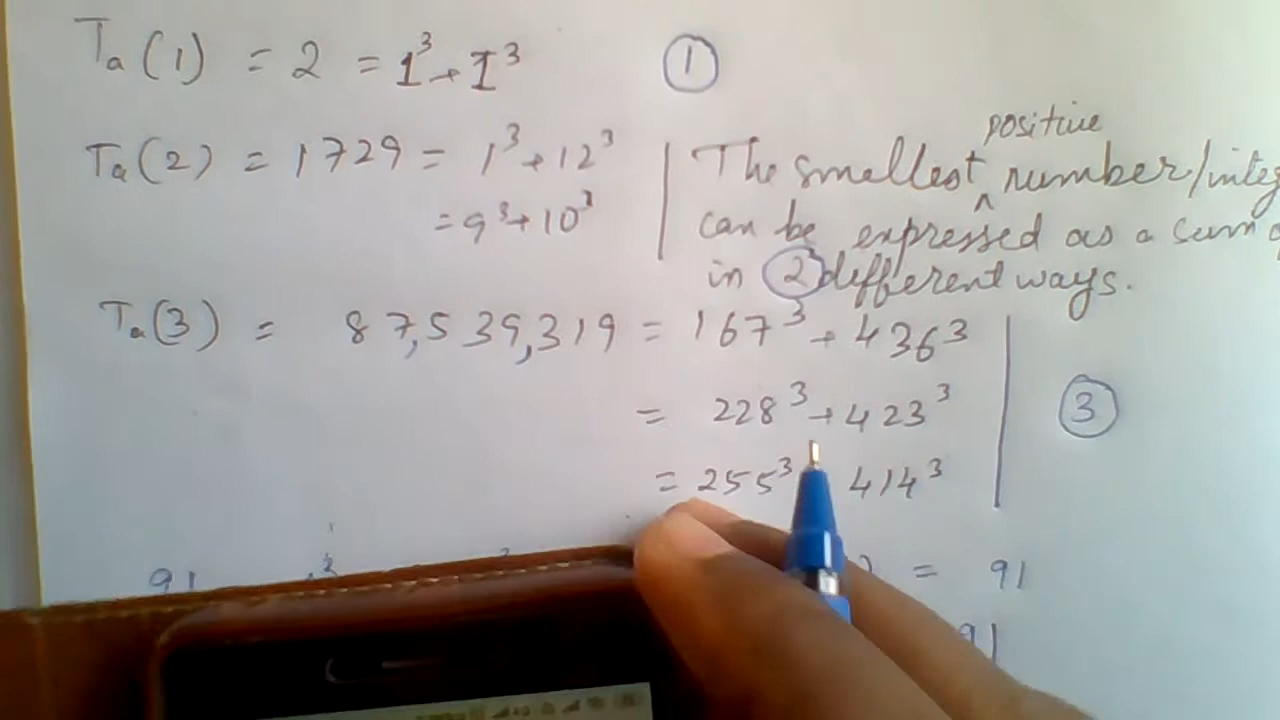 Ta(1) = 2 = 1³+1³ ①
Ta(2) = 1729 = 1³+12³
= 9³+10³
positive
The smallest ^ number/integ
can be expressed as a sum
in ② different ways.
Ta(3) = 87,539,319 = 167³+436³
= 228³+423³ ③
= 255³ 414³
91 = 91
91